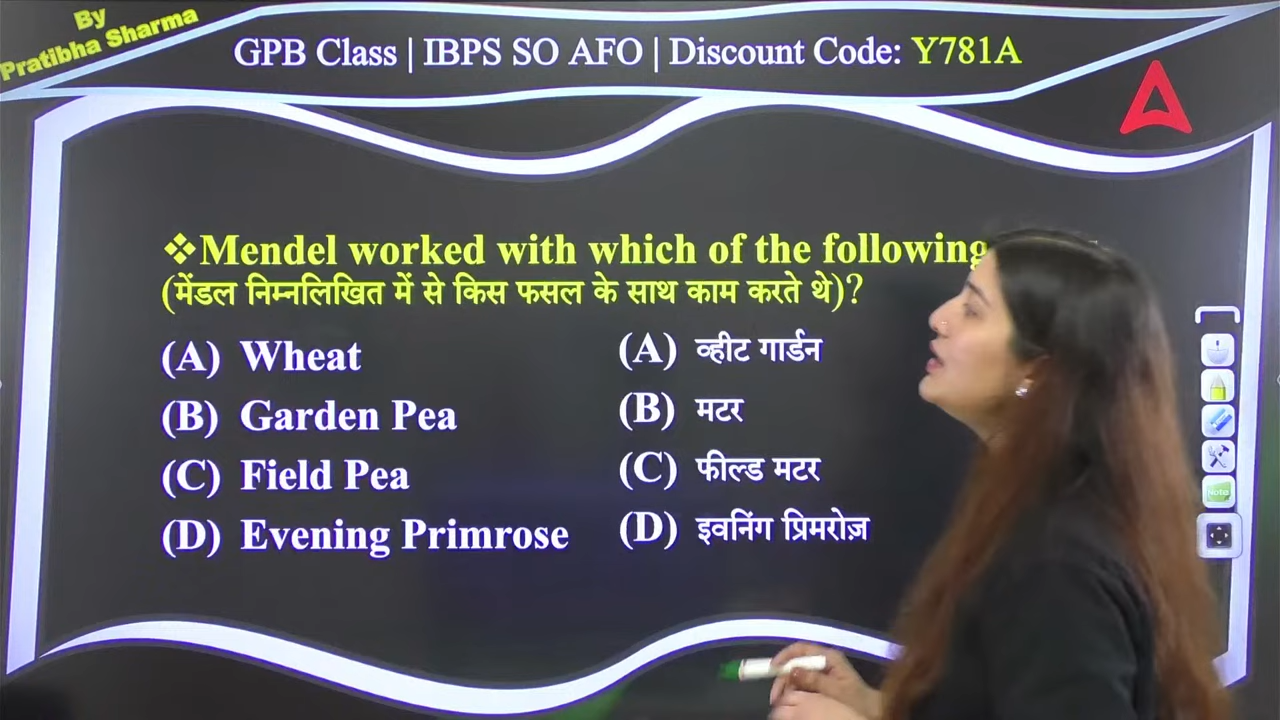 By
Pratibha Sharma
GPB Class | IBPS SO AFO | Discount Code: Y781A
❖Mendel worked with which of the following
(मेंडल निम्नलिखित में से किस फसल के साथ काम करते थे)?
(A) Wheat
(B) Garden Pea
(C) Field Pea
(D) Evening Primrose
(A) व्हीट गार्डन
(B) मटर
(C) फील्ड मटर
(D) इवनिंग प्रिमरोज़
Note